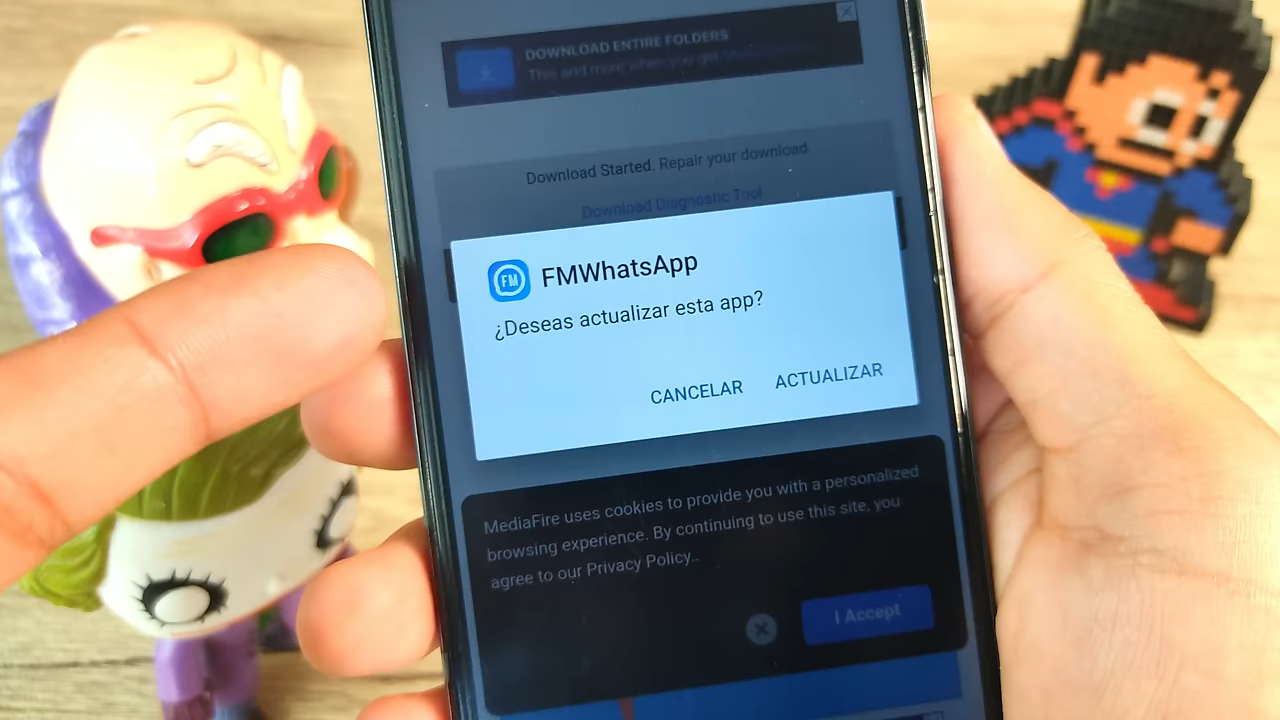 DOWNLOAD ENTIRE FOLDERS
This and more when you get
Download Started. Repair your download
Download Diagnostic Tool
FM
FMWhatsApp
¿Deseas actualizar esta app?
CANCELAR ACTUALIZAR
MediaFire uses cookies to provide you with a personalized
browsing experience. By continuing to use this site, you
agree to our Privacy Policy..
I Accept